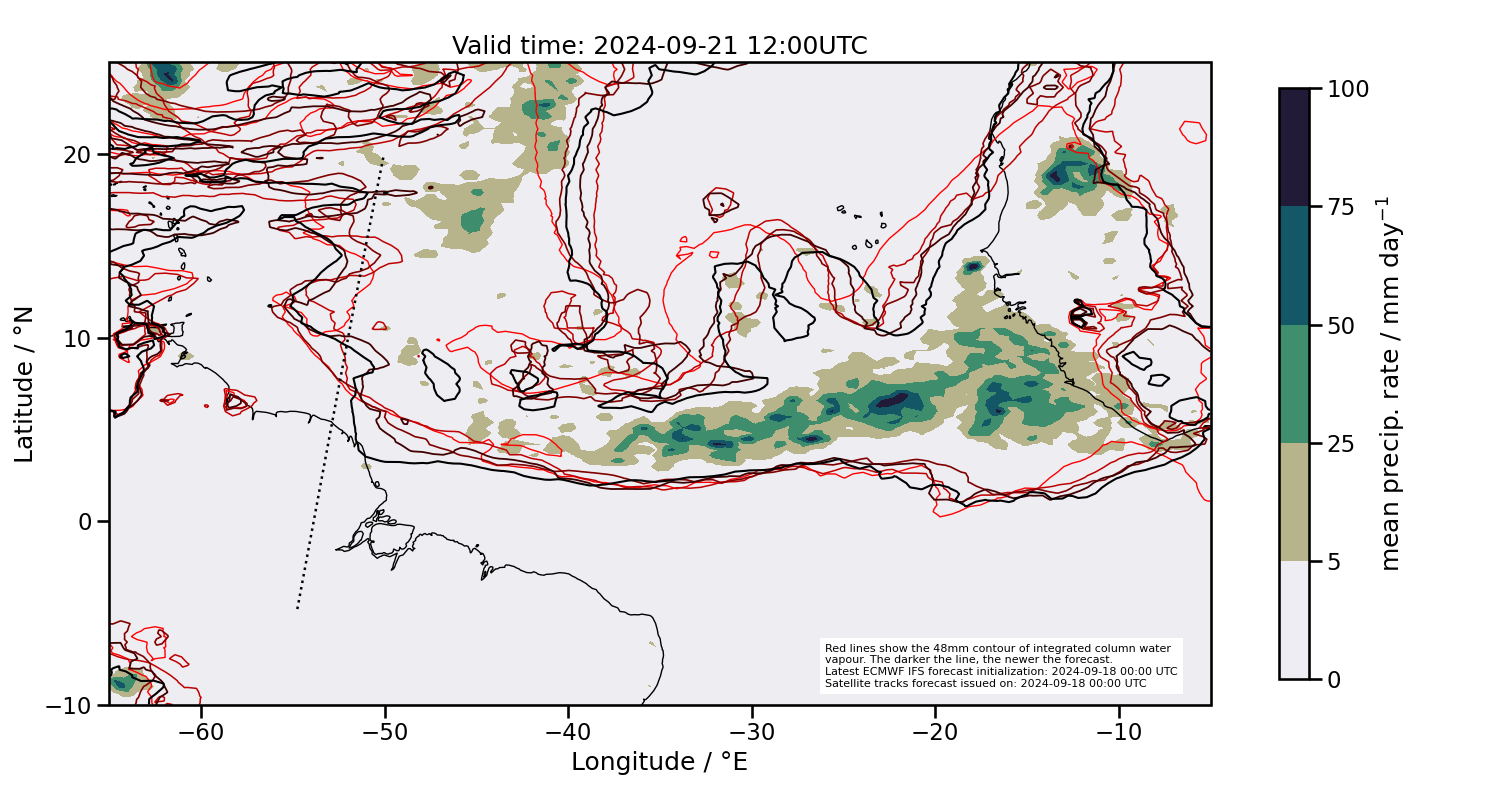 Valid time: 2024-09-21 12:00UTC
20
10
0
−10
Latitude / °N
−60
−50
−40
−30
−20
−10
Longitude / °E
Red lines show the 48mm contour of integrated column water
vapour. The darker the line, the newer the forecast.
Latest ECMWF IFS forecast initialization: 2024-09-18 00:00 UTC
Satellite tracks forecast issued on: 2024-09-18 00:00 UTC
100
75
50
25
5
0
mean precip. rate / mm day⁻¹